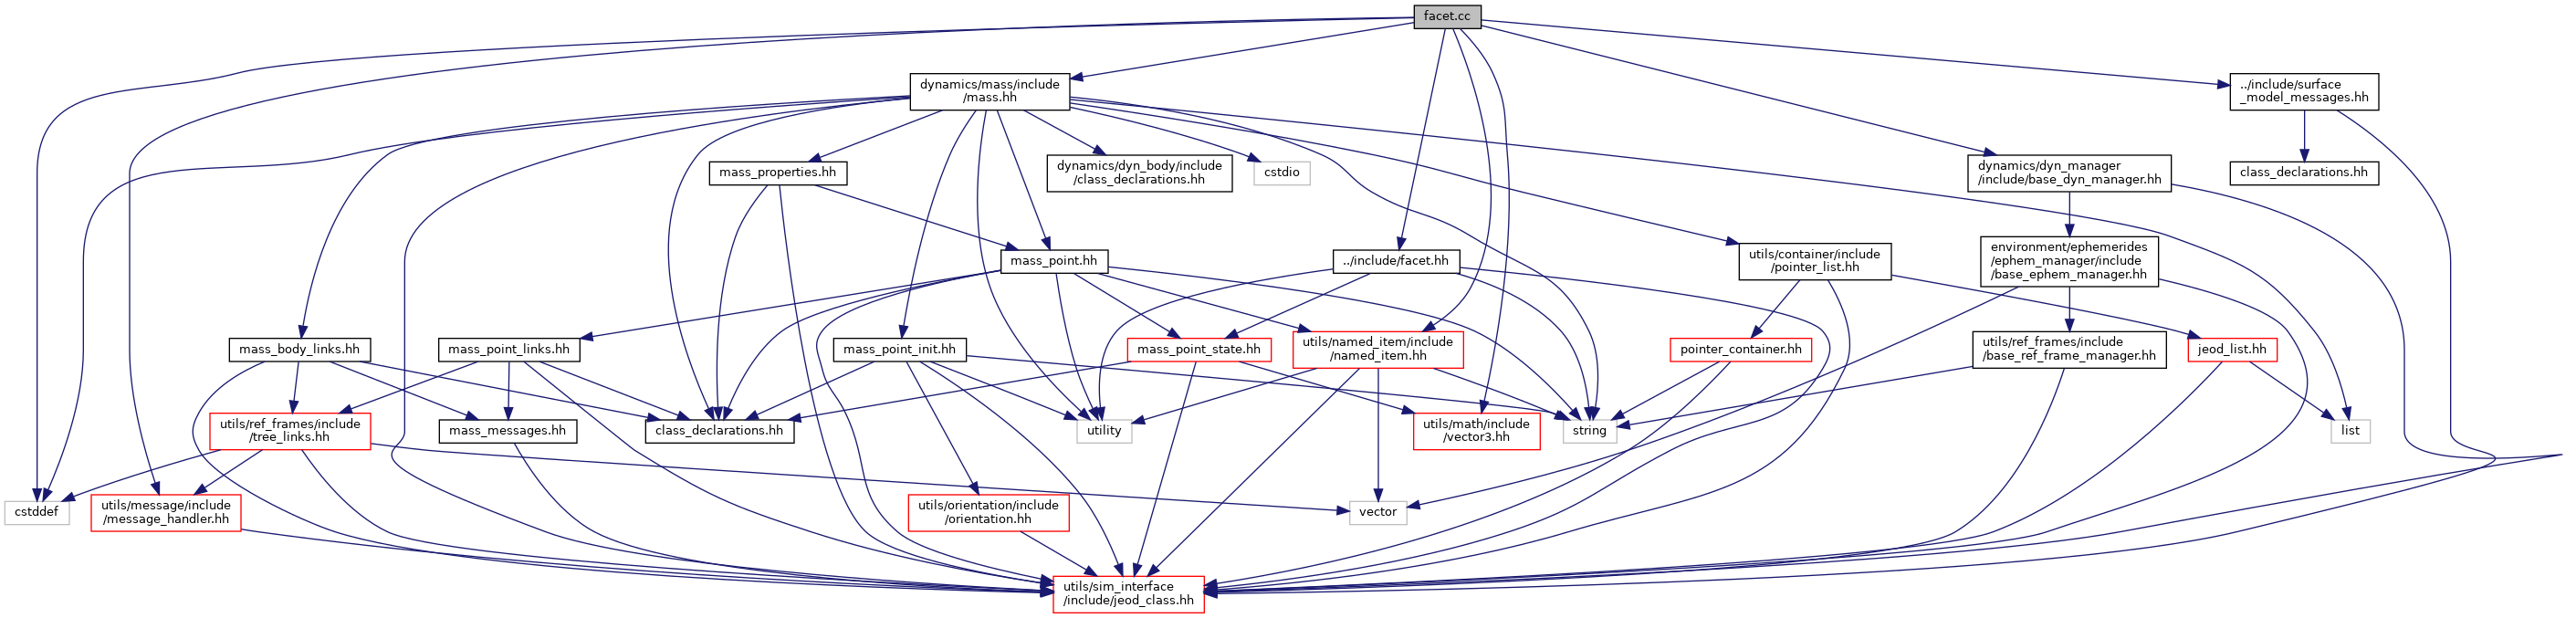 facet.cc
dynamics/mass/include
/mass.hh
../include/surface
_model_messages.hh
mass_properties.hh
dynamics/dyn_body/include
/class_declarations.hh
cstdio
dynamics/dyn_manager
/include/base_dyn_manager.hh
class_declarations.hh
mass_point.hh
../include/facet.hh
utils/container/include
/pointer_list.hh
environment/ephemerides
/ephem_manager/include
/base_ephem_manager.hh
mass_body_links.hh
mass_point_links.hh
mass_point_init.hh
mass_point_state.hh
utils/named_item/include
/named_item.hh
pointer_container.hh
utils/ref_frames/include
/base_ref_frame_manager.hh
jeod_list.hh
utils/ref_frames/include
/tree_links.hh
mass_messages.hh
class_declarations.hh
utility
utils/math/include
/vector3.hh
string
list
cstddef
utils/message/include
/message_handler.hh
utils/orientation/include
/orientation.hh
vector
utils/sim_interface
/include/jeod_class.hh